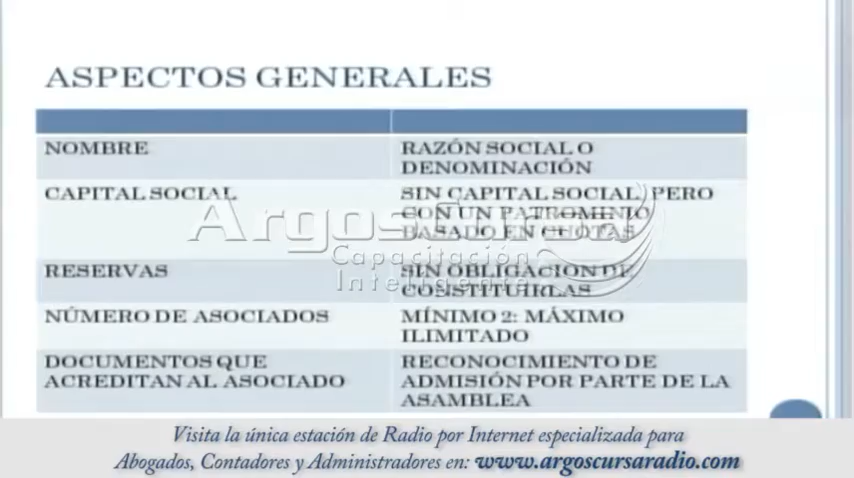 ASPECTOS GENERALES
NOMBRE
RAZÓN SOCIAL O
DENOMINACIÓN
CAPITAL SOCIAL
SIN CAPITAL SOCIAL, PERO
CON UN PATROMINIO
BASADO EN CUOTAS
RESERVAS
SIN OBLIGACIÓN DE
CONSTITUIRLAS
NÚMERO DE ASOCIADOS
MÍNIMO 2: MÁXIMO
ILIMITADO
DOCUMENTOS QUE
ACREDITAN AL ASOCIADO
RECONOCIMIENTO DE
ADMISIÓN POR PARTE DE LA
ASAMBLEA
ArgosCursa
Capacitación
Inteligente
Visita la única estación de Radio por Internet especializada para
Abogados, Contadores y Administradores en: www.argoscursaradio.com